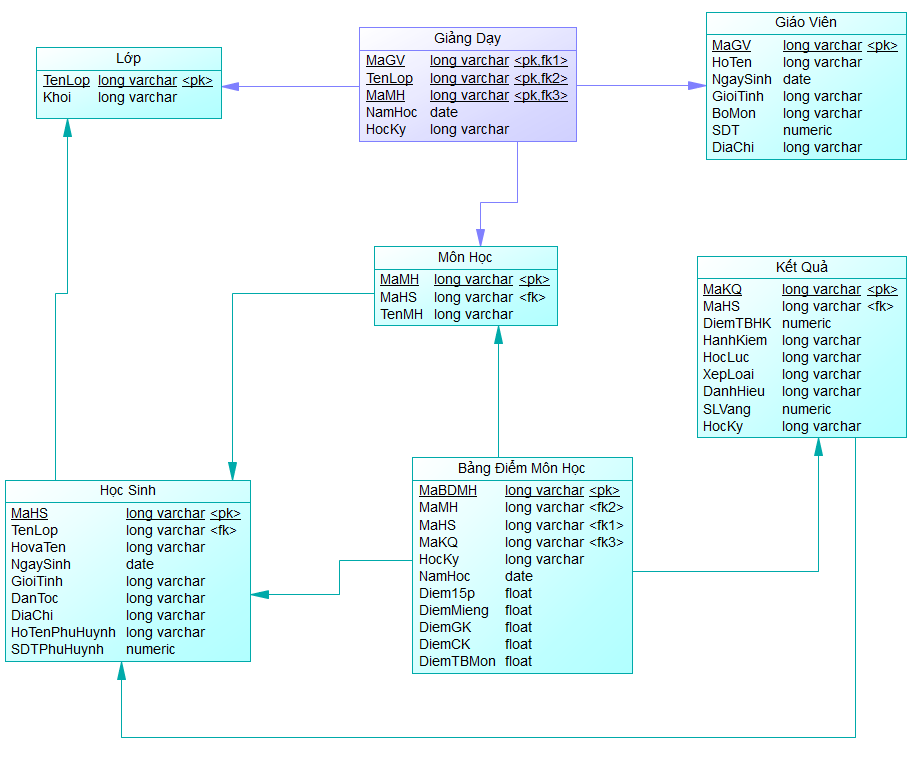 Lớp
TenLop long varchar <pk>
Khoi long varchar
Giảng Dạy
MaGV long varchar <pk,fk1>
TenLop long varchar <pk,fk2>
MaMH long varchar <pk,fk3>
NamHoc date
HocKy long varchar
Giáo Viên
MaGV long varchar <pk>
HoTen long varchar
NgaySinh date
GioiTinh long varchar
BoMon long varchar
SDT numeric
DiaChi long varchar
Môn Học
MaMH long varchar <pk>
MaHS long varchar <fk>
TenMH long varchar
Kết Quả
MaKQ long varchar <pk>
MaHS long varchar <fk>
DiemTBHK numeric
HanhKiem long varchar
HocLuc long varchar
XepLoai long varchar
DanhHieu long varchar
SLVang numeric
HocKy long varchar
Học Sinh
MaHS long varchar <pk>
TenLop long varchar <fk>
HovaTen long varchar
NgaySinh date
GioiTinh long varchar
DanToc long varchar
DiaChi long varchar
HoTenPhuHuynh long varchar
SDTPhuHuynh numeric
Bảng Điểm Môn Học
MaBDMH long varchar <pk>
MaMH long varchar <fk2>
MaHS long varchar <fk1>
MaKQ long varchar <fk3>
HocKy long varchar
NamHoc date
Diem15p float
DiemMieng float
DiemGK float
DiemCK float
DiemTBMon float